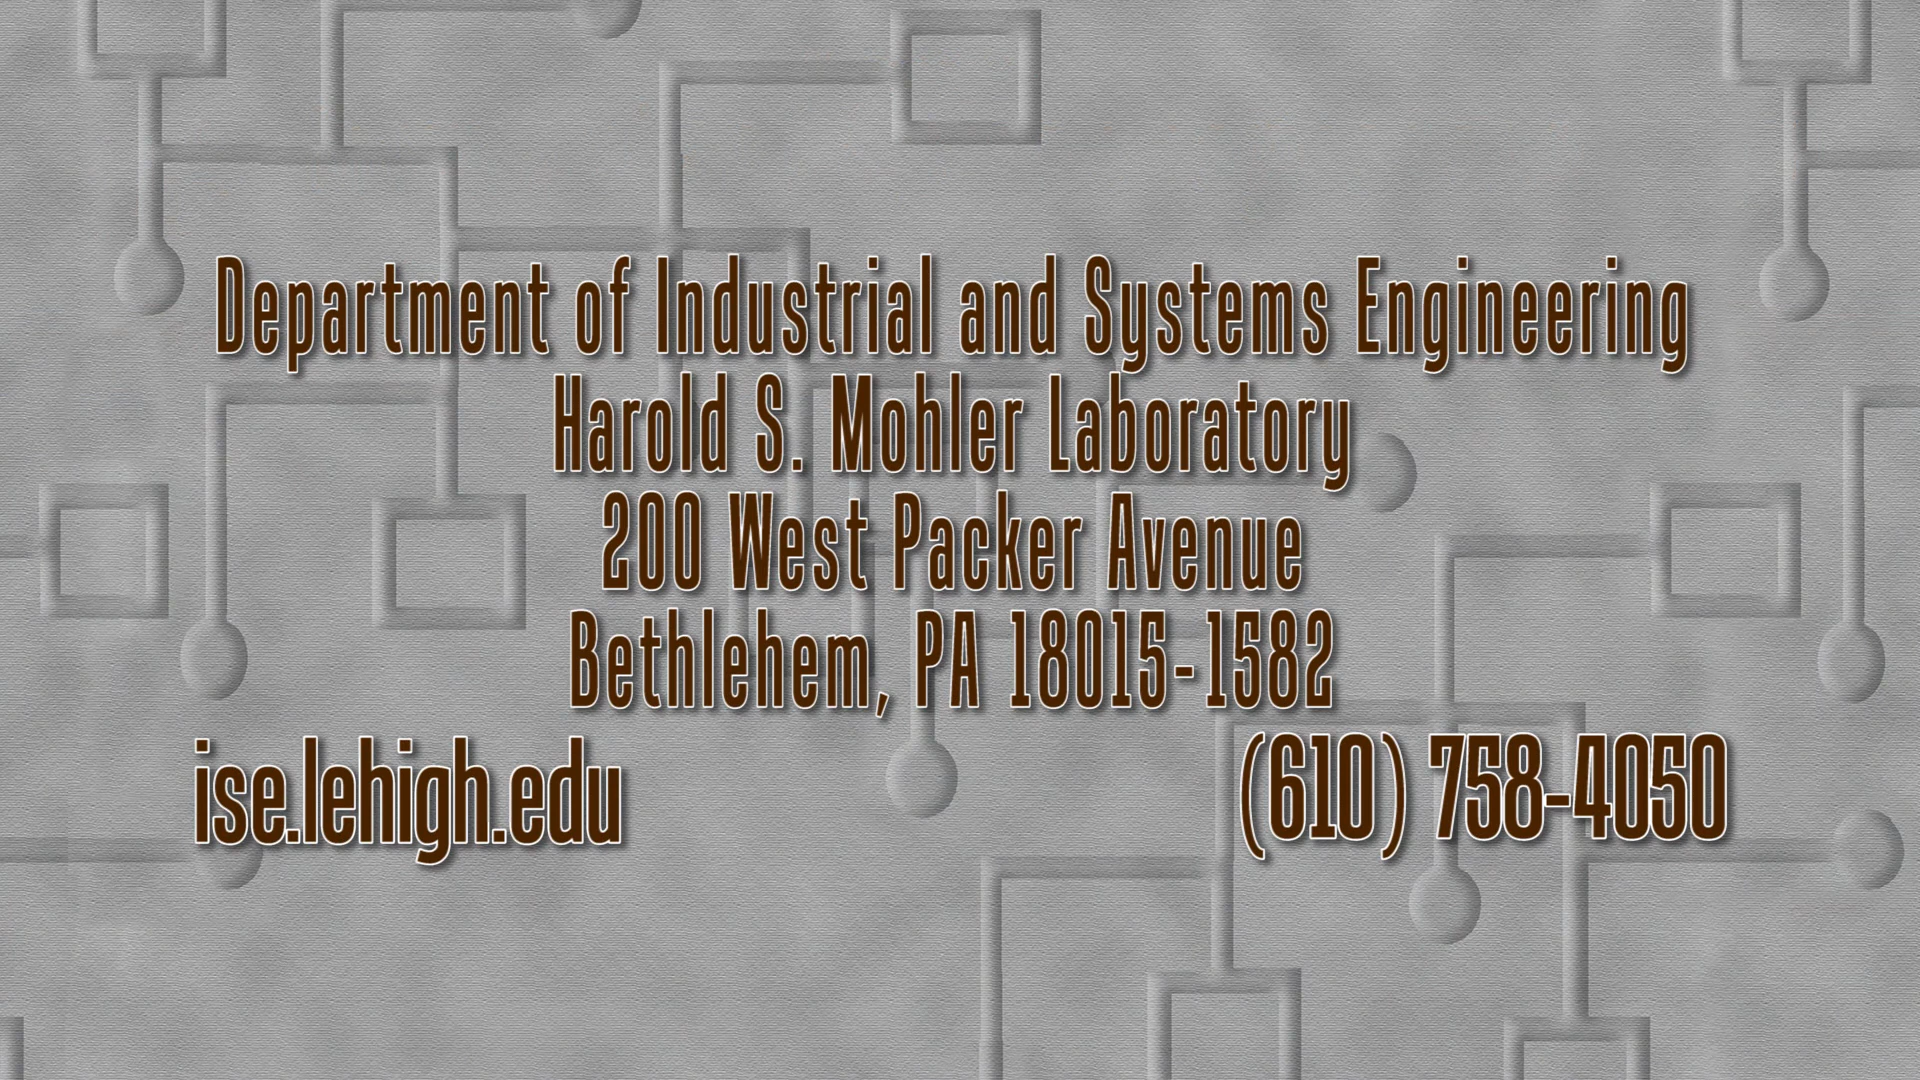 Department of Industrial and Systems Engineering
Harold S. Mohler Laboratory
200 West Packer Avenue
Bethlehem, PA 18015-1582
ise.lehigh.edu (610) 758-4050